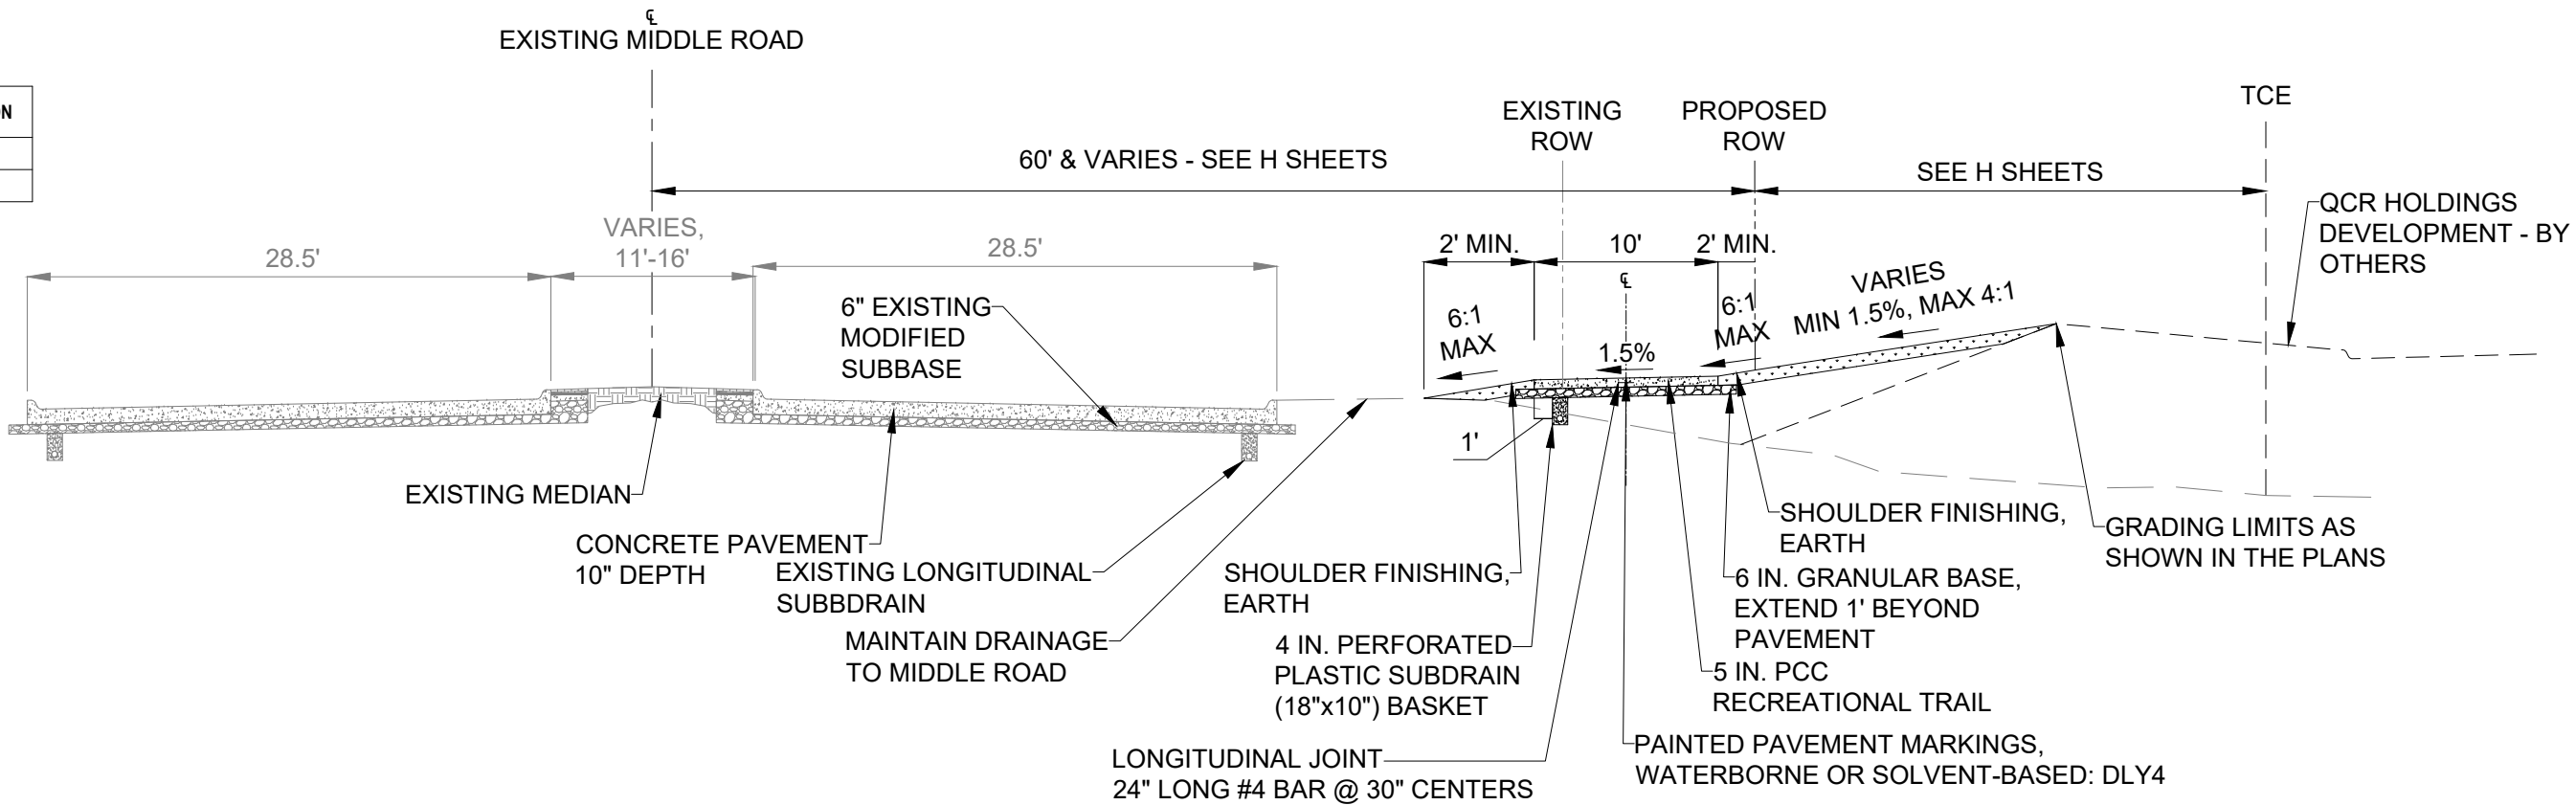 ℄
EXISTING MIDDLE ROAD
ON
EXISTING
ROW
PROPOSED
ROW
TCE
60' & VARIES - SEE H SHEETS
SEE H SHEETS
QCR HOLDINGS
DEVELOPMENT - BY
OTHERS
28.5'
VARIES,
11'-16'
28.5'
2' MIN.
10'
2' MIN.
℄
6" EXISTING
MODIFIED
SUBBASE
6:1
MAX
1.5%
6:1
MAX
VARIES
MIN 1.5%, MAX 4:1
1'
EXISTING MEDIAN
CONCRETE PAVEMENT
10" DEPTH
EXISTING LONGITUDINAL
SUBBDRAIN
MAINTAIN DRAINAGE
TO MIDDLE ROAD
SHOULDER FINISHING,
EARTH
4 IN. PERFORATED
PLASTIC SUBDRAIN
(18"x10") BASKET
LONGITUDINAL JOINT
24" LONG #4 BAR @ 30" CENTERS
SHOULDER FINISHING,
EARTH
6 IN. GRANULAR BASE,
EXTEND 1' BEYOND
PAVEMENT
5 IN. PCC
RECREATIONAL TRAIL
PAINTED PAVEMENT MARKINGS,
WATERBORNE OR SOLVENT-BASED: DLY4
GRADING LIMITS AS
SHOWN IN THE PLANS